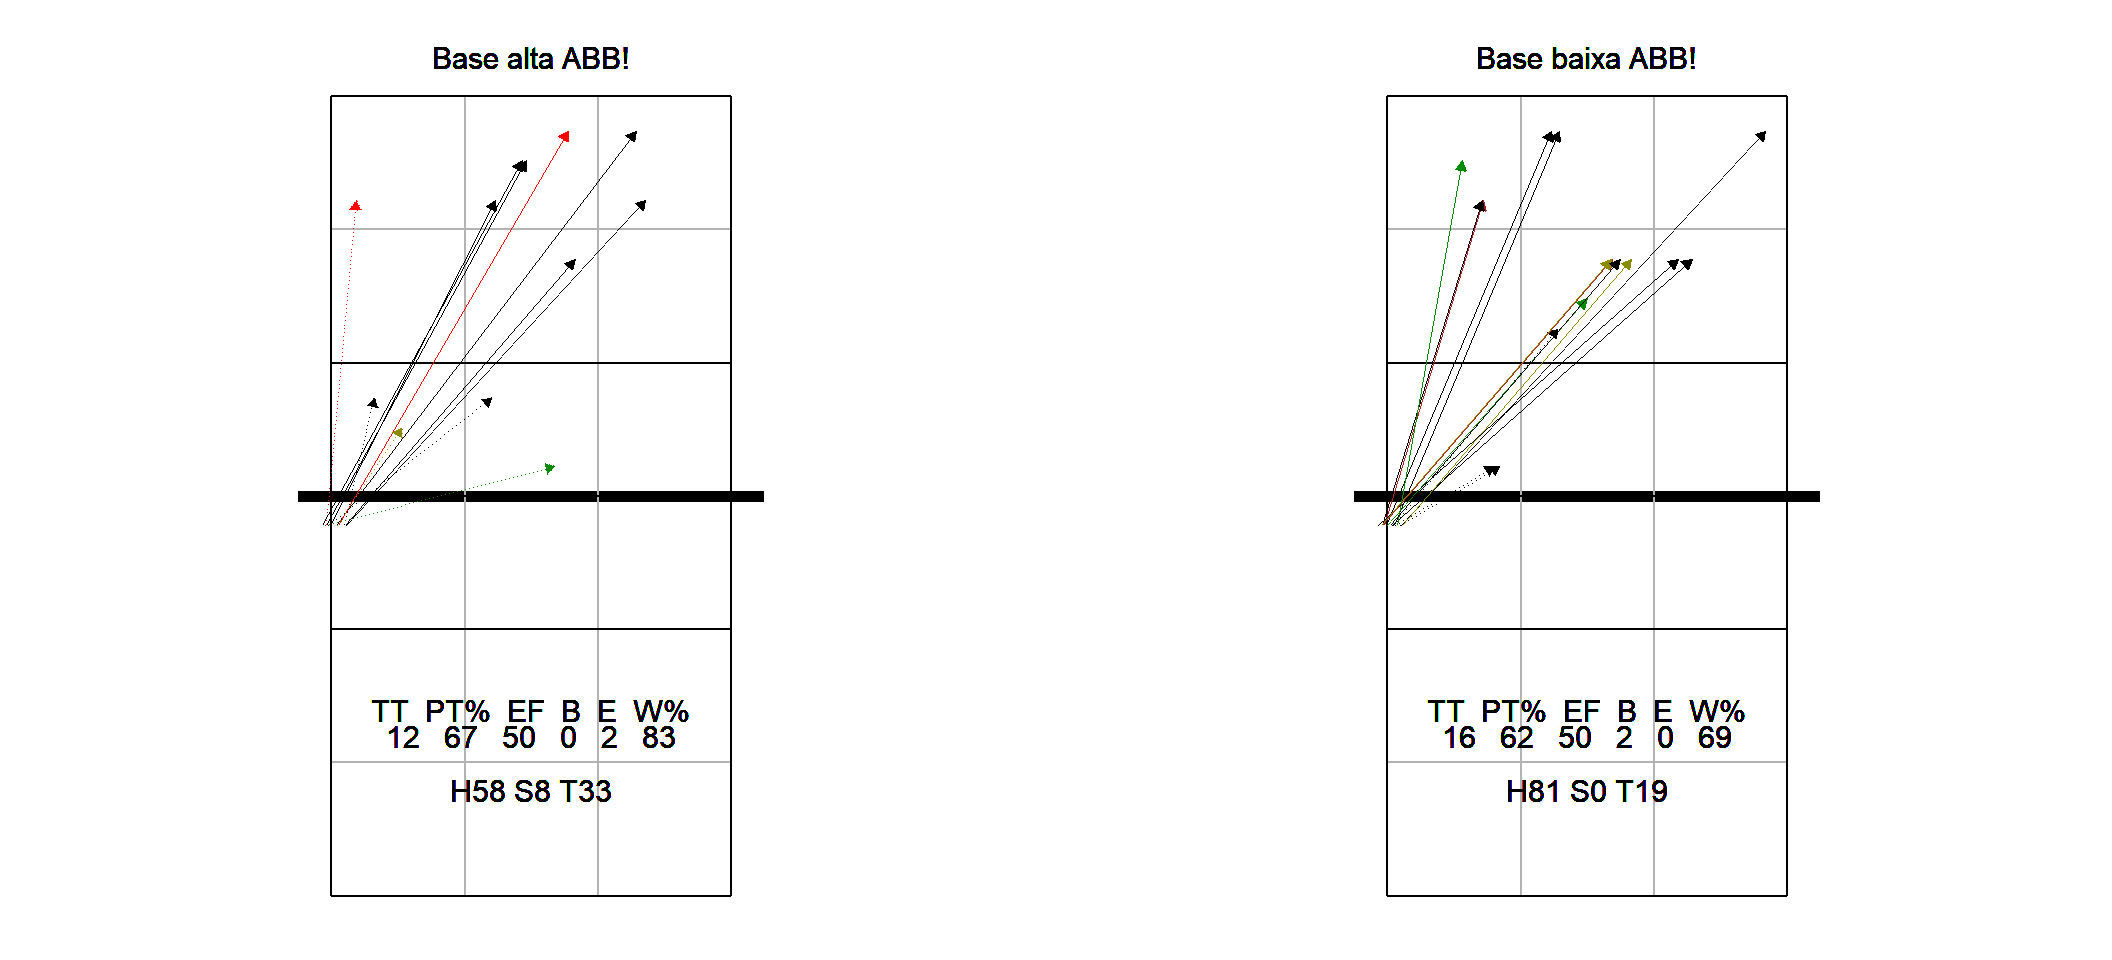 Base alta ABB!
TT PT% EF B E W%
12 67 50 0 2 83
H58 S8 T33
Base baixa ABB!
TT PT% EF B E W%
16 62 50 2 0 69
H81 S0 T19